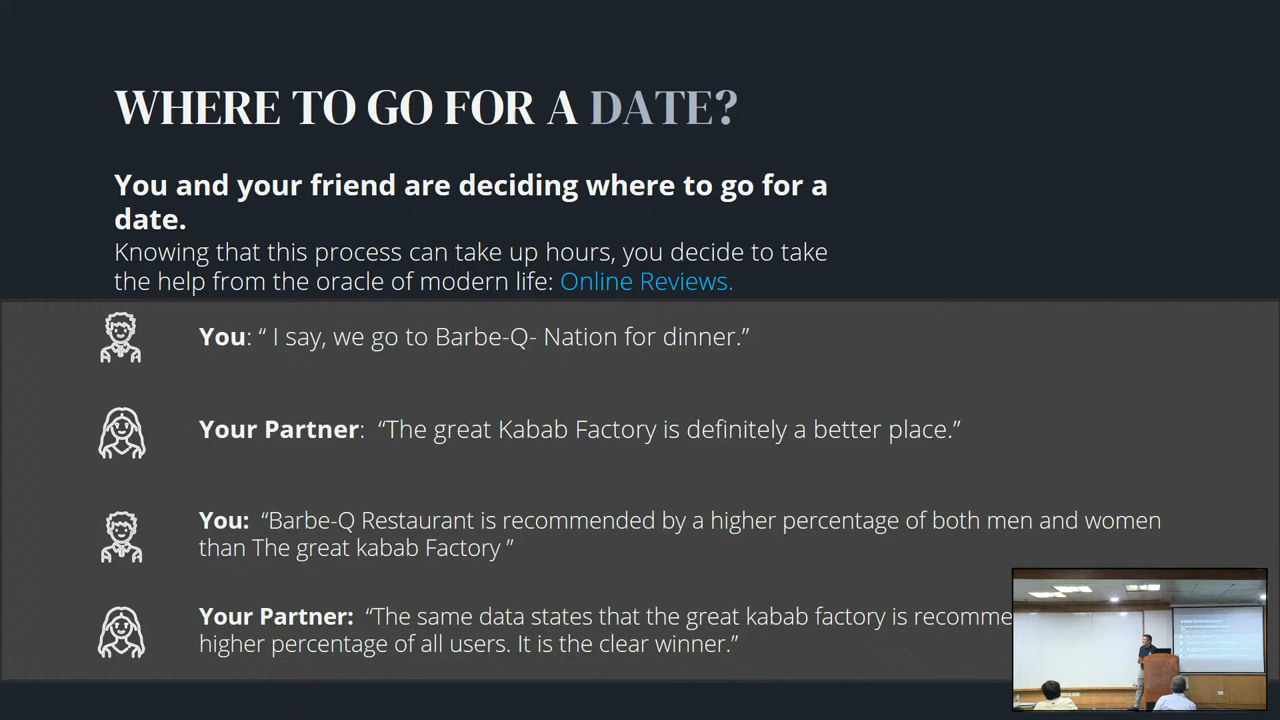 WHERE TO GO FOR A DATE?
You and your friend are deciding where to go for a
date.
Knowing that this process can take up hours, you decide to take
the help from the oracle of modern life: Online Reviews.
You: “ I say, we go to Barbe-Q- Nation for dinner.”
Your Partner:  “The great Kabab Factory is definitely a better place.”
You:  “Barbe-Q Restaurant is recommended by a higher percentage of both men and women
than The great kabab Factory ”
Your Partner:  “The same data states that the great kabab factory is recomme
higher percentage of all users. It is the clear winner.”